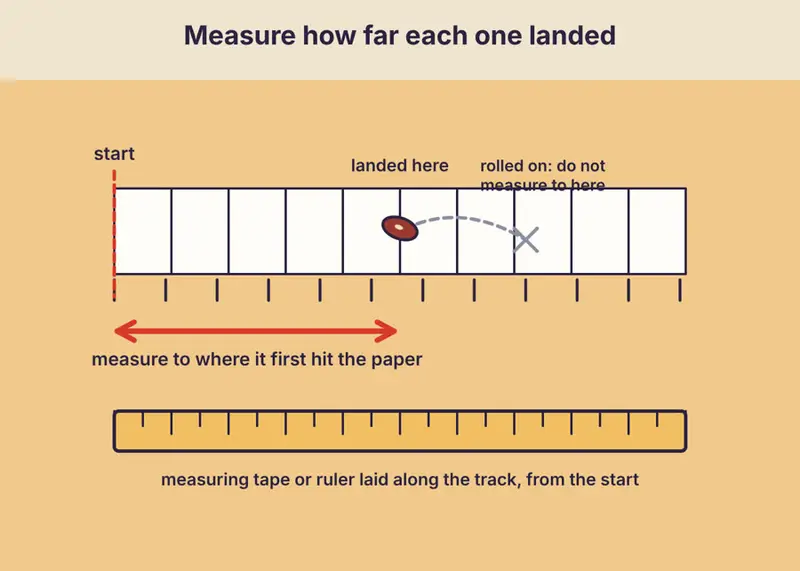 Measure how far each one landed
start
landed here
rolled on: do not
measure to here
measure to where it first hit the paper
measuring tape or ruler laid along the track, from the start